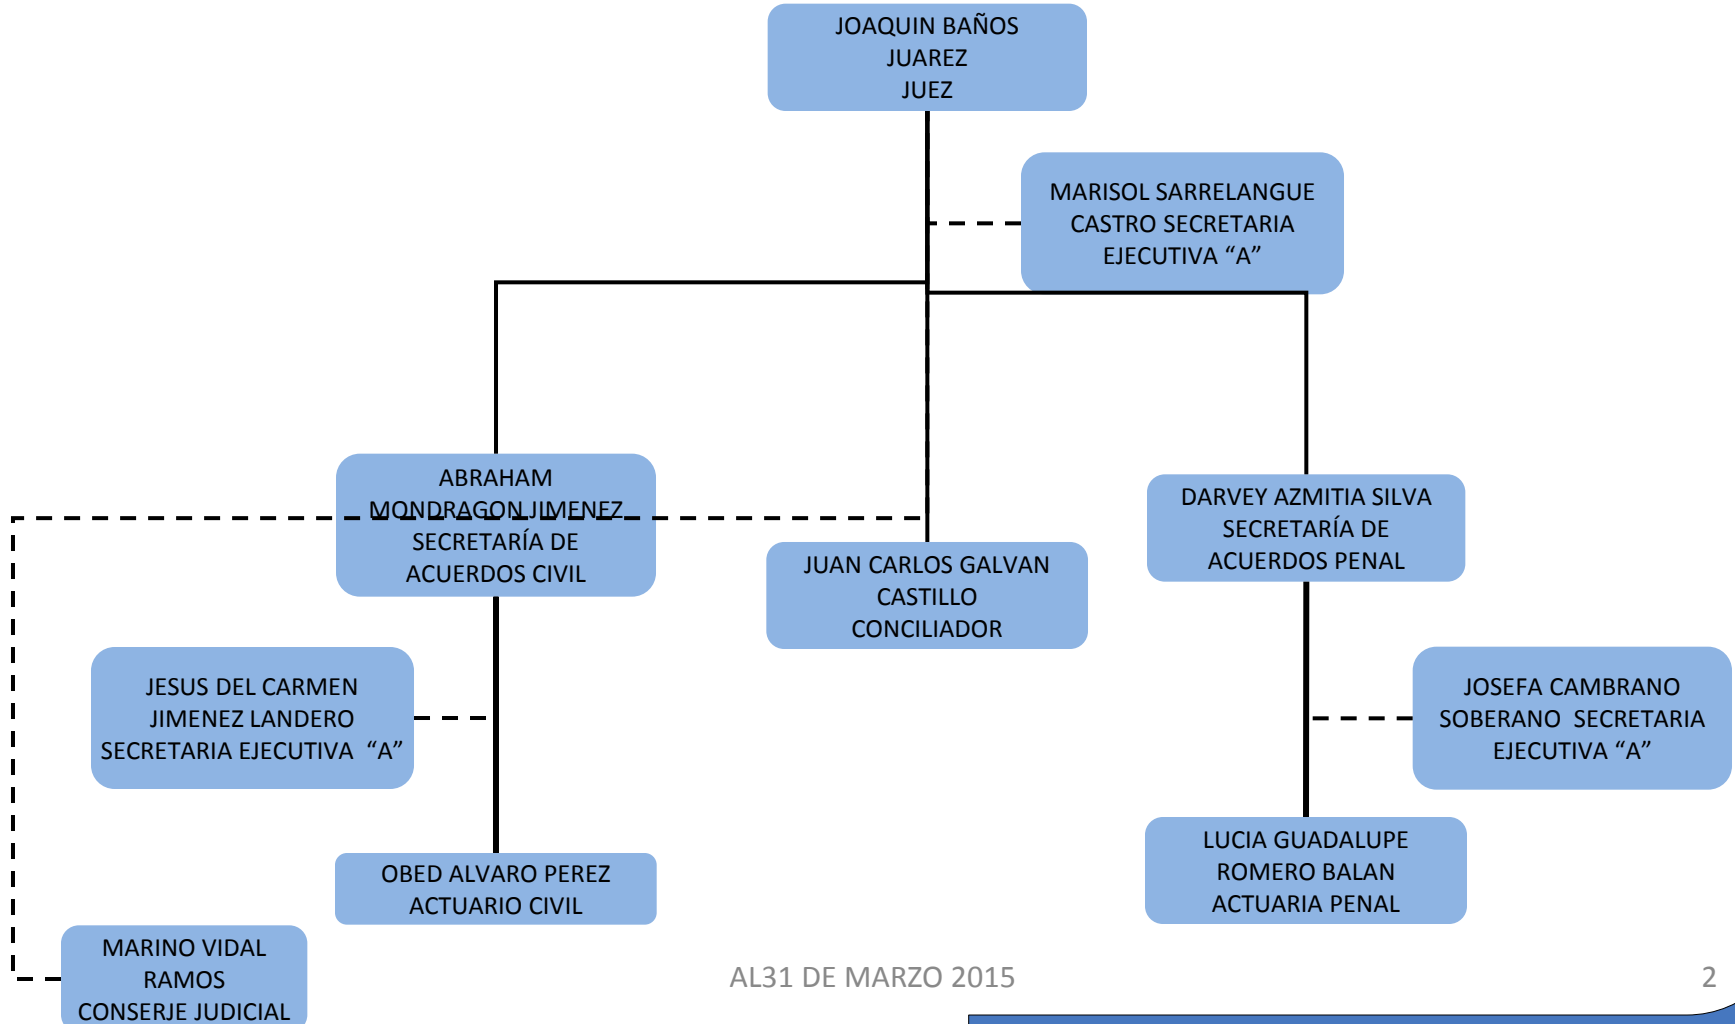 JOAQUIN BAÑOS
JUAREZ
JUEZ
MARISOL SARRELANGUE
CASTRO SECRETARIA
EJECUTIVA “A”
ABRAHAM
MONDRAGON JIMENEZ
SECRETARÍA DE
ACUERDOS CIVIL
JUAN CARLOS GALVAN
CASTILLO
CONCILIADOR
DARVEY AZMITIA SILVA
SECRETARÍA DE
ACUERDOS PENAL
JESUS DEL CARMEN
JIMENEZ LANDERO
SECRETARIA EJECUTIVA “A”
JOSEFA CAMBRANO
SOBERANO SECRETARIA
EJECUTIVA “A”
OBED ALVARO PEREZ
ACTUARIO CIVIL
LUCIA GUADALUPE
ROMERO BALAN
ACTUARIA PENAL
MARINO VIDAL
RAMOS
CONSERJE JUDICIAL
AL31 DE MARZO 2015
2